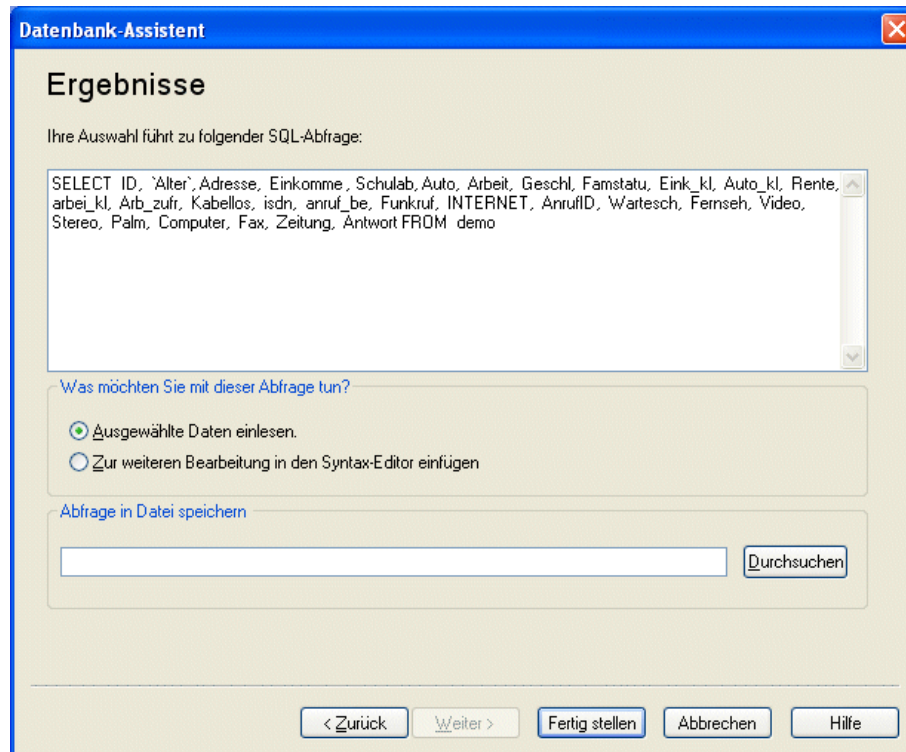 Datenbank-Assistent
Ergebnisse
Ihre Auswahl führt zu folgender SQL-Abfrage:
SELECT ID, `Alter`, Adresse, Einkomme , Schulab, Auto, Arbeit, Geschl, Famstatu, Eink_kl, Auto_kl, Rente,
arbei_kl, Arb_zufr, Kabellos, isdn, anruf_be, Funkruf, INTERNET, AnrufID, Wartesch, Fernseh, Video,
Stereo, Palm, Computer, Fax, Zeitung, Antwort FROM demo
Was möchten Sie mit dieser Abfrage tun?
Ausgewählte Daten einlesen.
Zur weiteren Bearbeitung in den Syntax-Editor einfügen
Abfrage in Datei speichern
Durchsuchen
< Zurück Weiter > Fertig stellen Abbrechen Hilfe